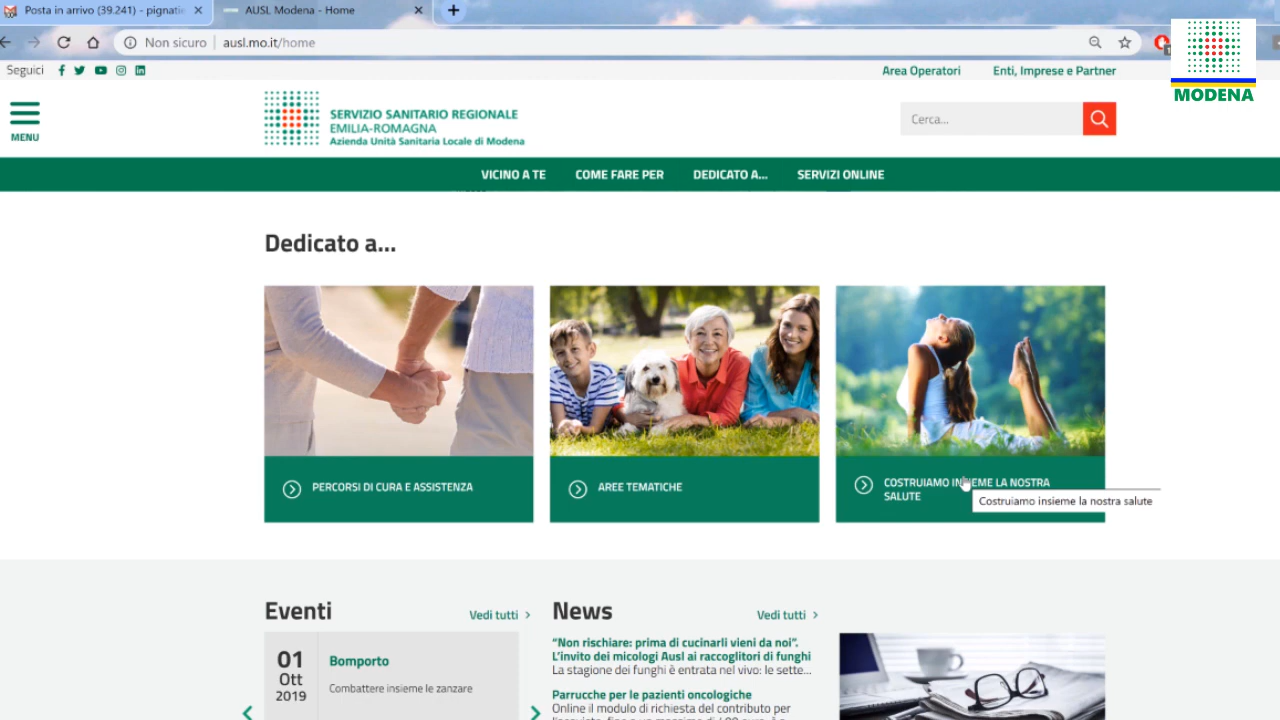 Posta in arrivo (39.241) - pignatie
AUSL Modena - Home
Non sicuro
ausl.mo.it/home
Seguici
Area Operatori
Enti, Imprese e Partner
MODENA
MENU
SERVIZIO SANITARIO REGIONALE
EMILIA-ROMAGNA
Azienda Unità Sanitaria Locale di Modena
Cerca...
VICINO A TE
COME FARE PER
DEDICATO A...
SERVIZI ONLINE
Dedicato a...
PERCORSI DI CURA E ASSISTENZA
AREE TEMATICHE
COSTRUIAMO INSIEME LA NOSTRA
SALUTE
Costruiamo insieme la nostra salute
Eventi
Vedi tutti
01
Ott
2019
Bomporto
Combattere insieme le zanzare
News
Vedi tutti
“Non rischiare: prima di cucinarli vieni da noi”.
L’invito dei micologi Ausl ai raccoglitori di funghi
La stagione dei funghi è entrata nel vivo: le sette...
Parrucche per le pazienti oncologiche
Online il modulo di richiesta del contributo per